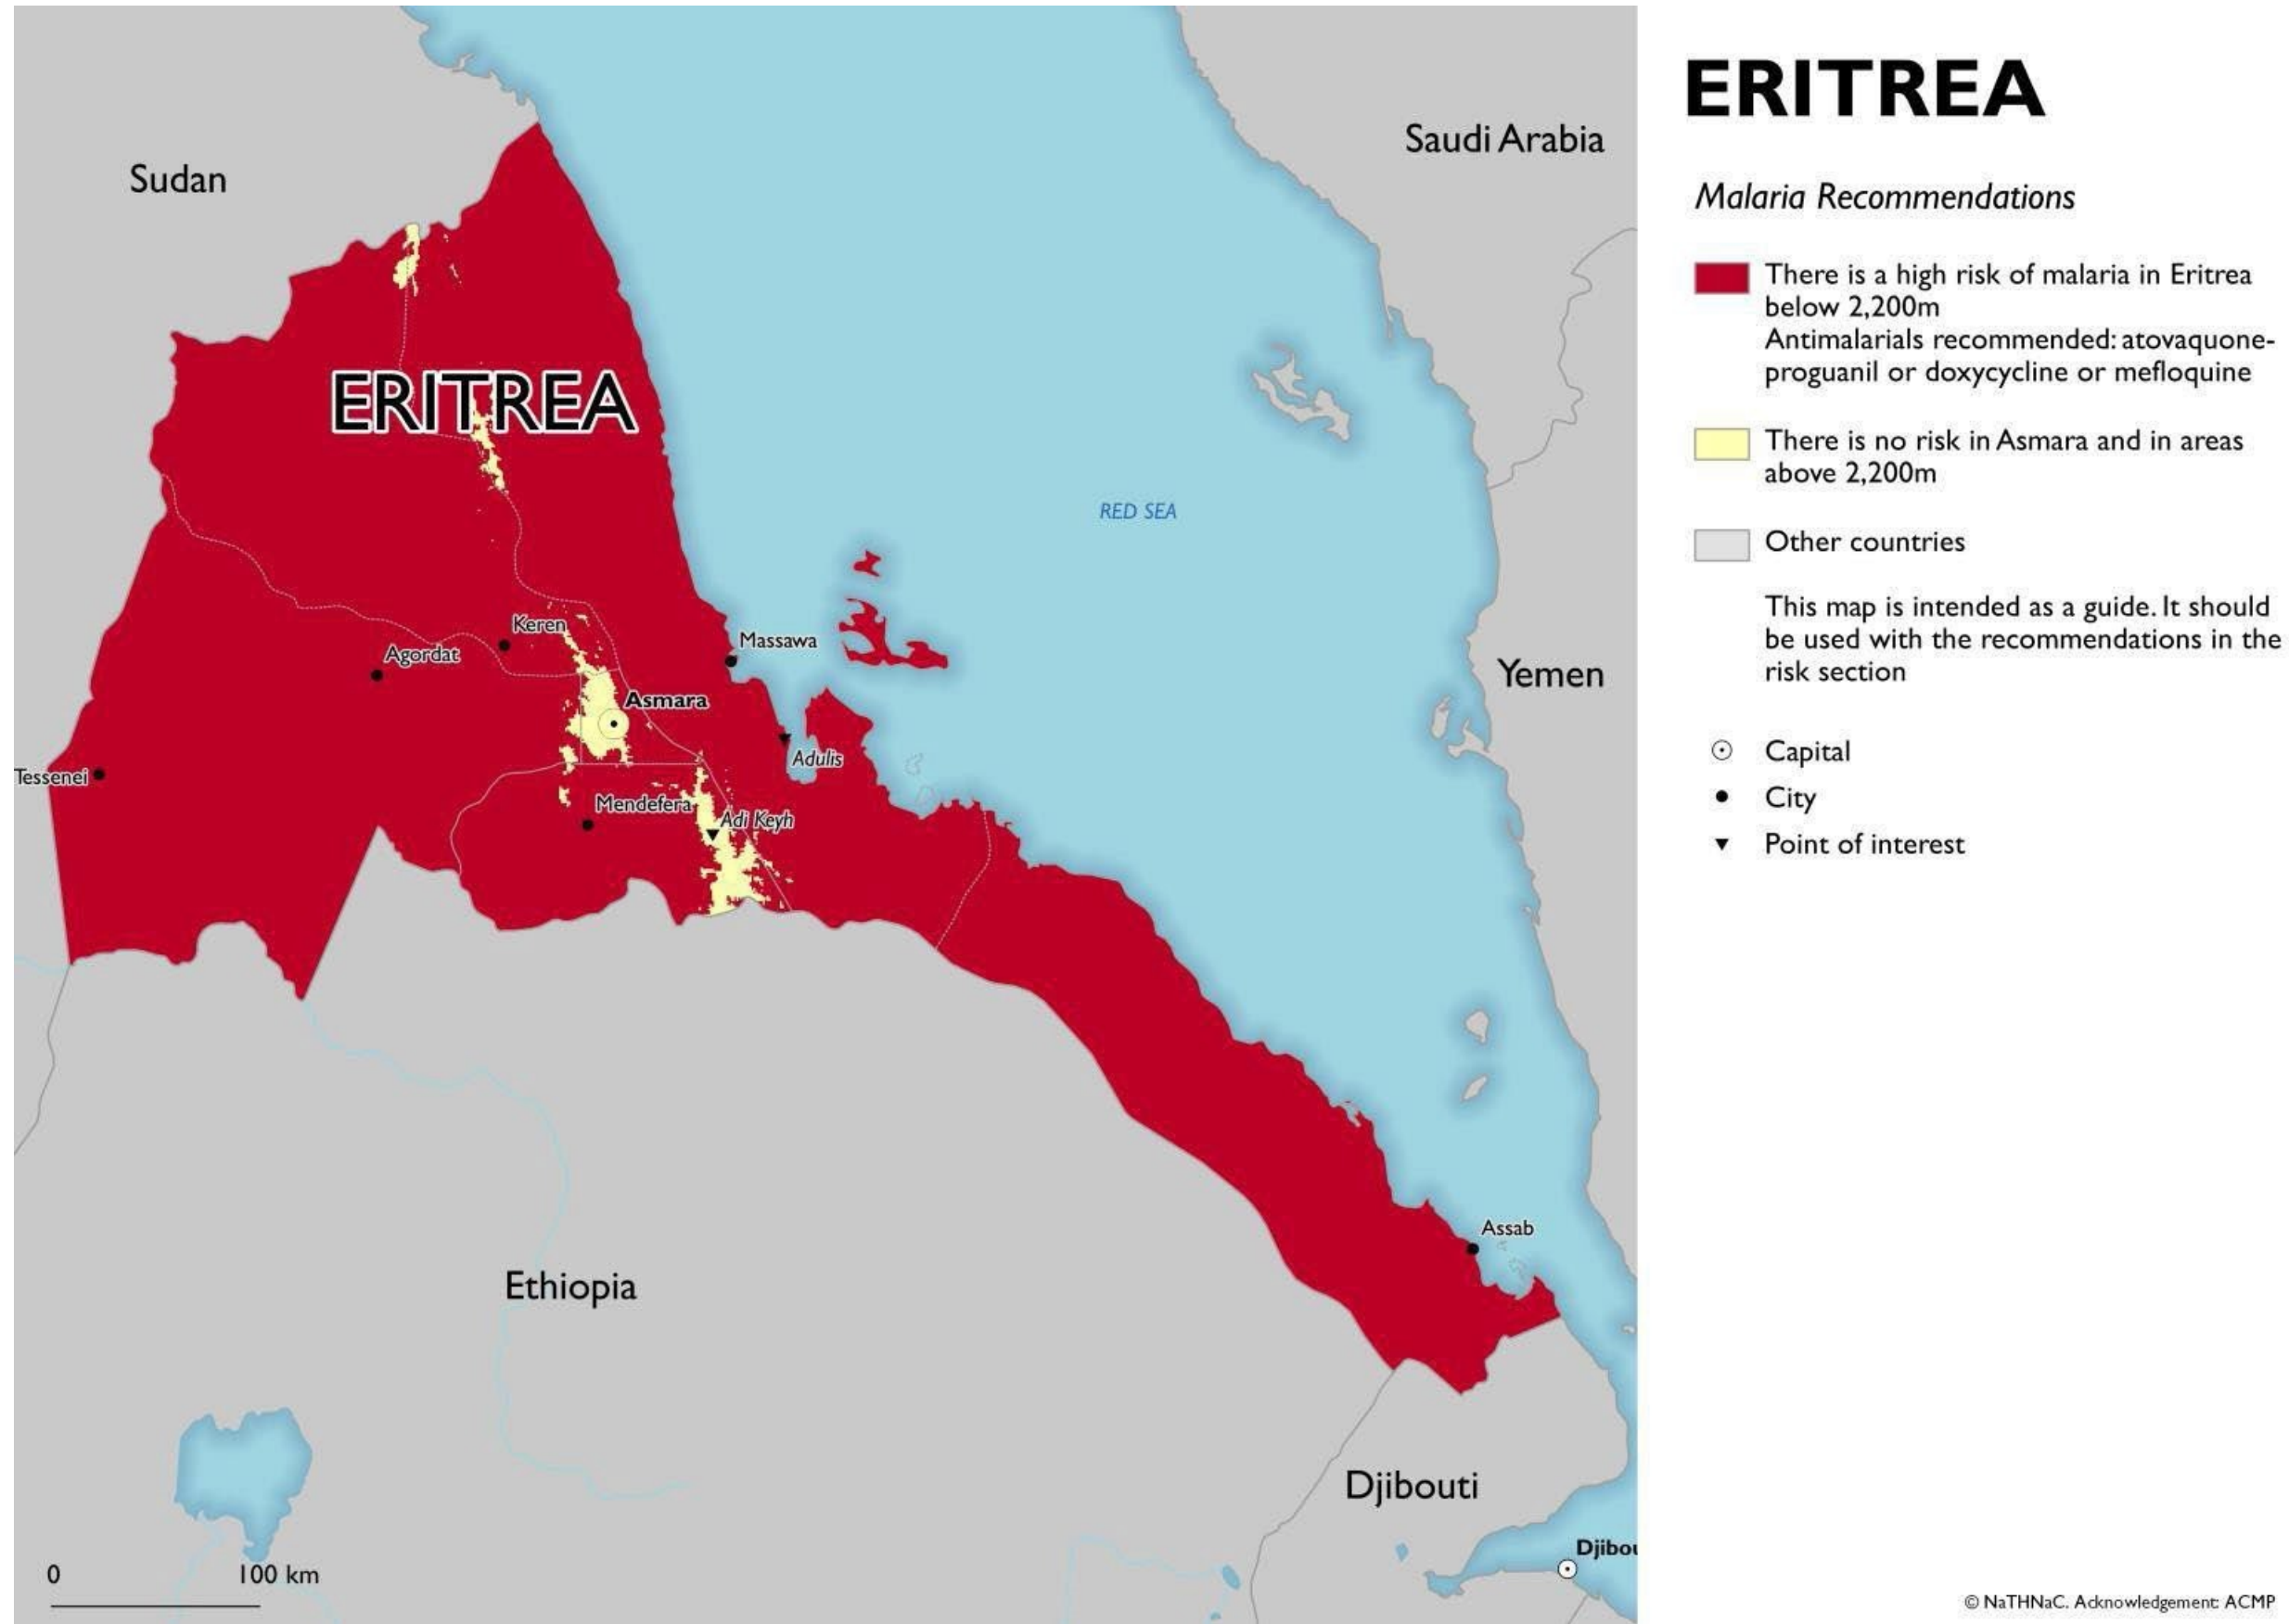 Sudan
Saudi Arabia
ERITREA
RED SEA
Keren
Agordat
Massawa
Yemen
Asmara
Adulis
Tessenei
Mendefera
Adi Keyh
Assab
Ethiopia
Djibouti
Djibou
0 100 km
ERITREA
Malaria Recommendations
There is a high risk of malaria in Eritrea
below 2,200m
Antimalarials recommended: atovaquone-
proguanil or doxycycline or mefloquine
There is no risk in Asmara and in areas
above 2,200m
Other countries
This map is intended as a guide. It should
be used with the recommendations in the
risk section
Capital
City
Point of interest
© NaTHNaC. Acknowledgement: ACMP